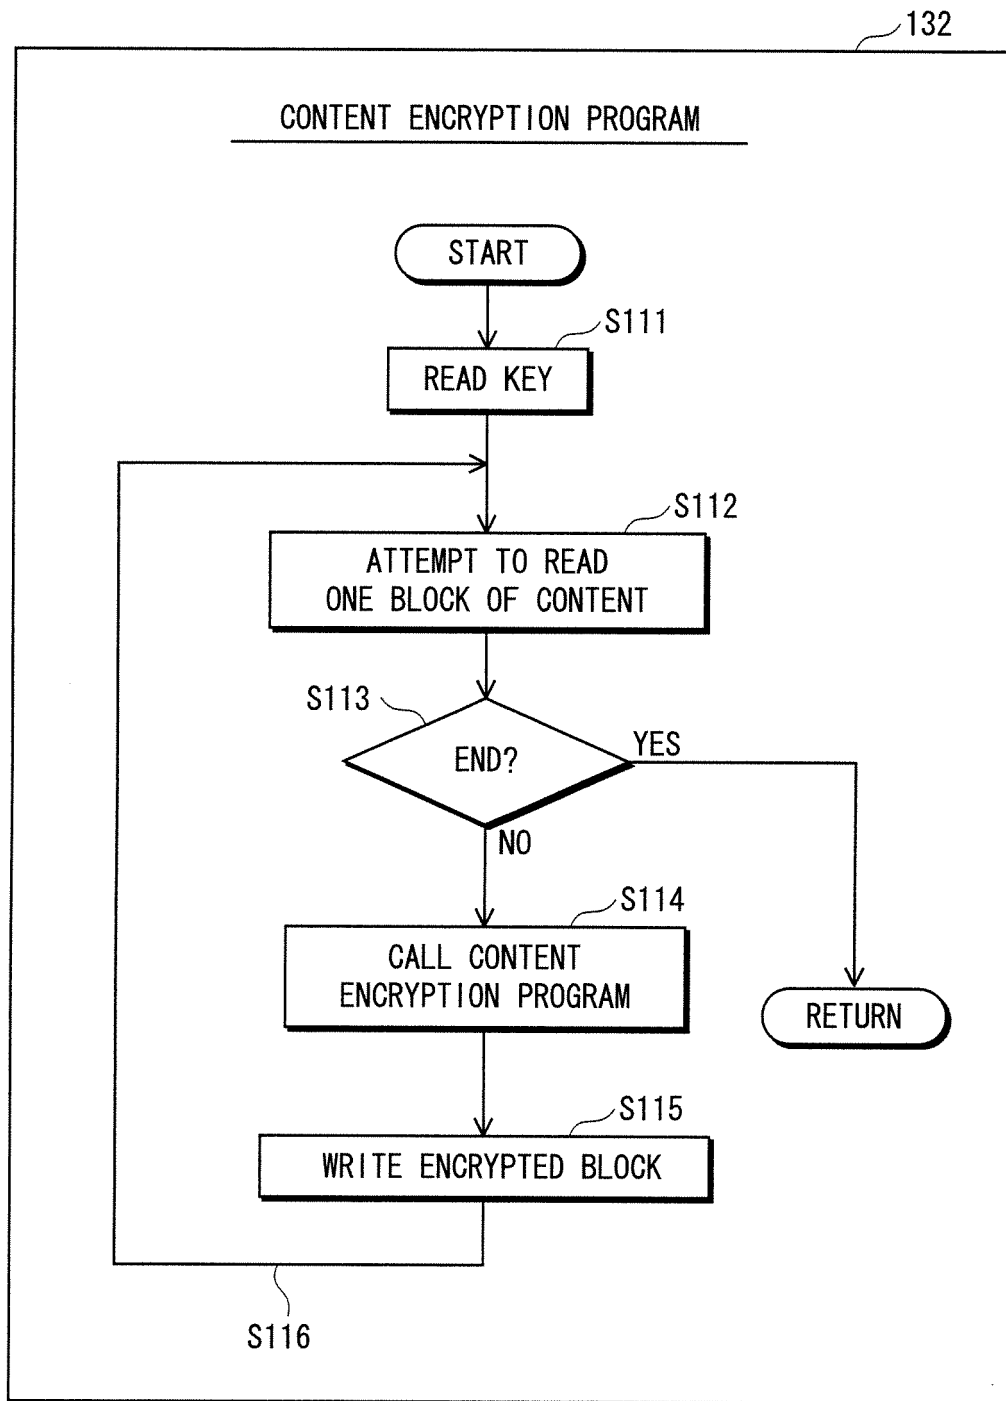 132
CONTENT ENCRYPTION PROGRAM
START
S111
READ KEY
S112
ATTEMPT TO READ
ONE BLOCK OF CONTENT
S113
END?
YES
NO
S114
CALL CONTENT
ENCRYPTION PROGRAM
RETURN
S115
WRITE ENCRYPTED BLOCK
S116